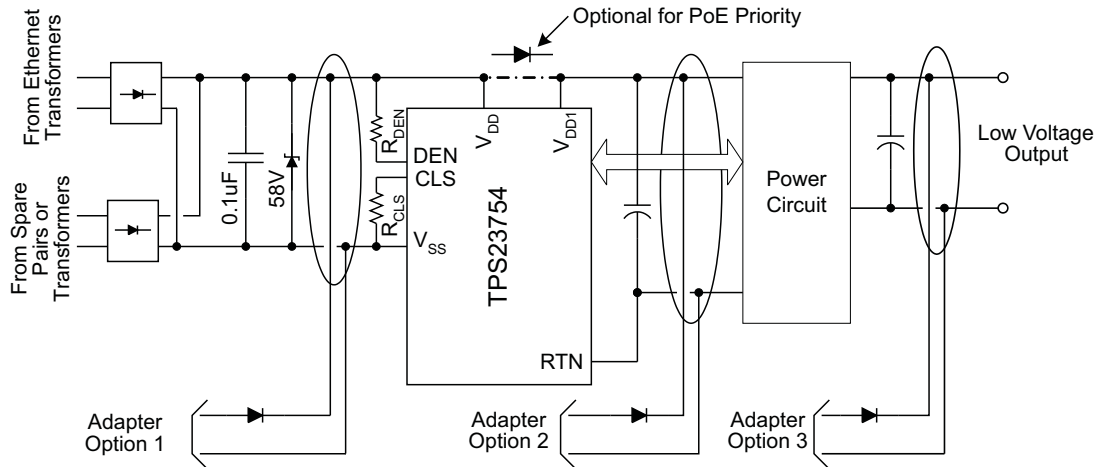 Optional for PoE Priority
From Ethernet
Transformers
From Spare
Pairs or
Transformers
0.1uF
58V
R_DEN
R_CLS
DEN
CLS
V_SS
V_DD
V_DD1
TPS23754
RTN
Power
Circuit
Low Voltage
Output
Adapter
Option 1
Adapter
Option 2
Adapter
Option 3